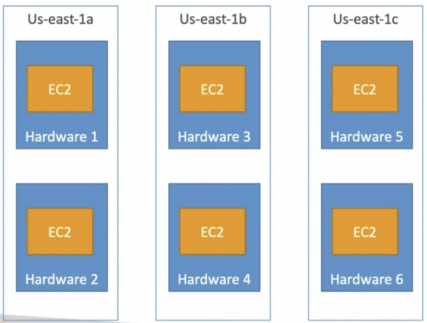 Us-east-1a
EC2
Hardware 1
EC2
Hardware 2
Us-east-1b
EC2
Hardware 3
EC2
Hardware 4
Us-east-1c
EC2
Hardware 5
EC2
Hardware 6